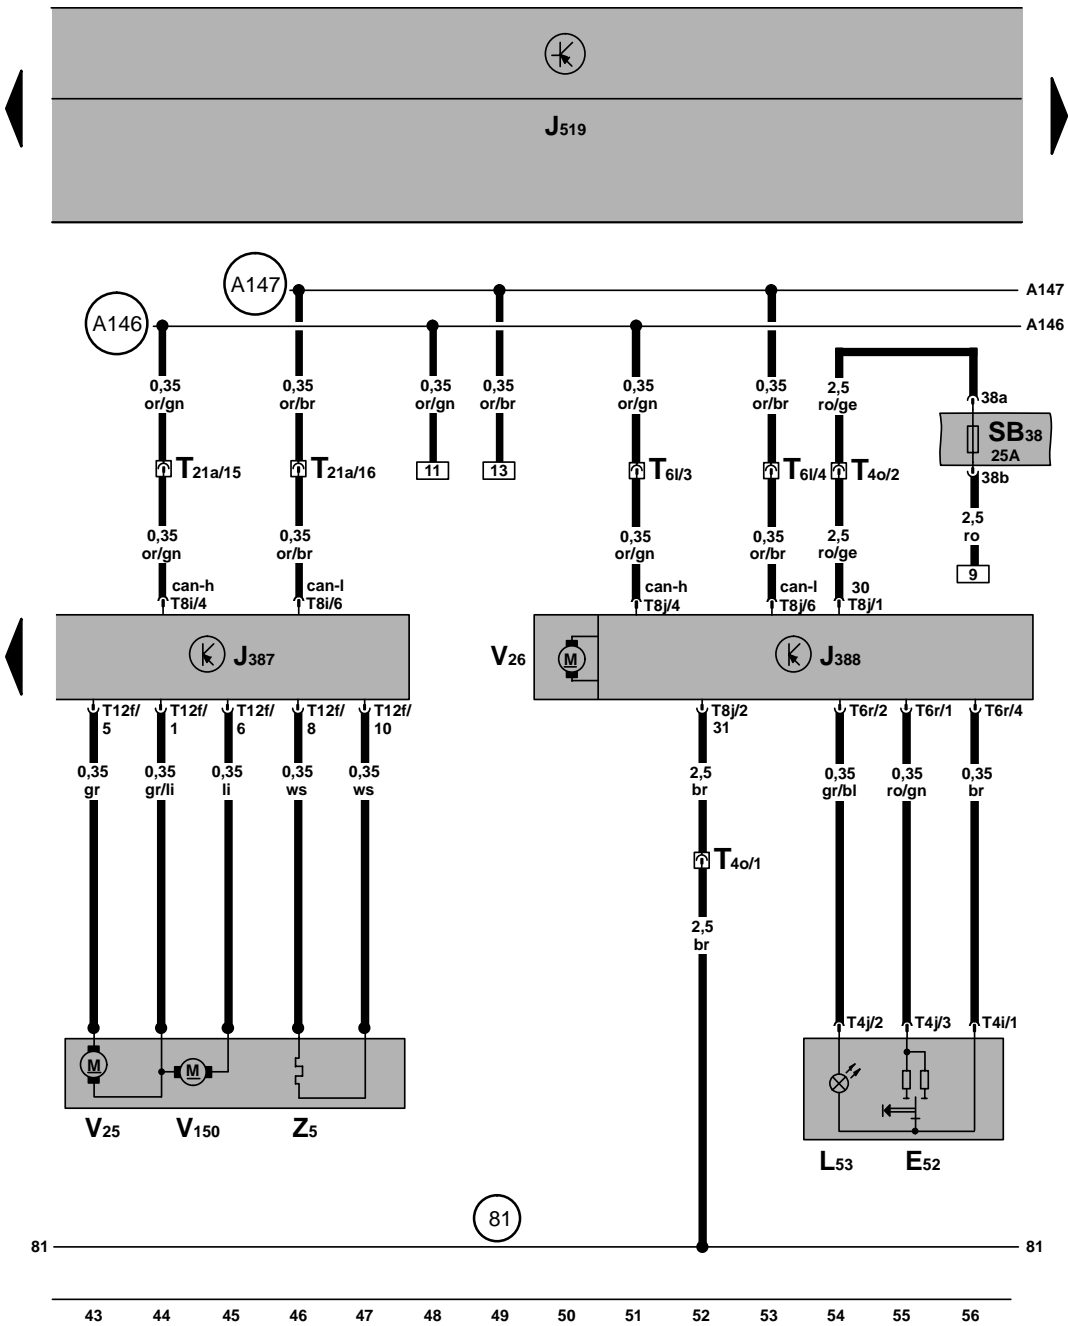 J519
A147
A147
A146
A146
0,35 0,35 0,35 0,35 0,35 0,35 2,5
or/gn or/br or/gn or/br or/gn or/br ro/ge
38a
SB38
25A
T21a/15 T21a/16 11 13 T6l/3 T6l/4 T4o/2
38b
2,5
ro
0,35 0,35 0,35 0,35 2,5
or/gn or/br or/gn or/br ro/ge
9
can-h can-l can-h can-l 30
T8i/4 T8i/6 T8j/4 T8j/6 T8j/1
J387 V26 M J388
T12f/ T12f/ T12f/ T12f/ T12f/ T8j/2 T6r/2 T6r/1 T6r/4
5 1 6 8 10 31
0,35 0,35 0,35 0,35 0,35 2,5 0,35 0,35 0,35
gr gr/li li ws ws br gr/bl ro/gn br
T4o/1
2,5
br
T4j/2 T4j/3 T4i/1
M M
V25 V150 Z5
L53 E52
81
81 81
43 44 45 46 47 48 49 50 51 52 53 54 55 56